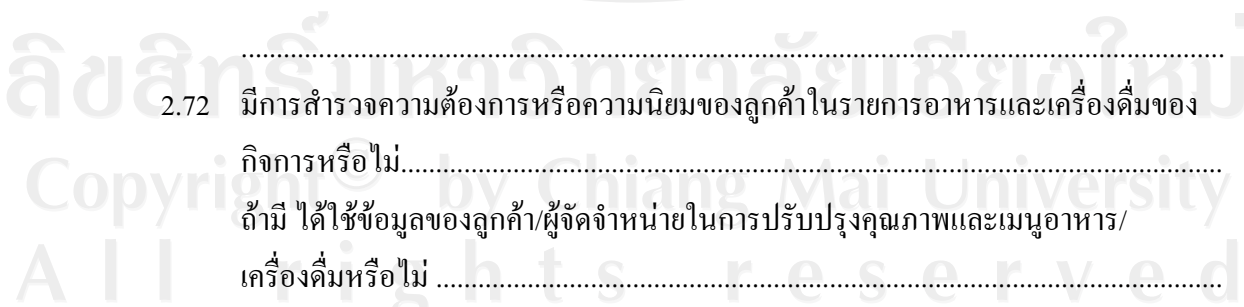 ................................................................................................................
2.72 มีการสำรวจความต้องการหรือความนิยมของลูกค้าในรายการอาหารและเครื่องดื่มของ
กิจการหรือไม่..............................................................................................
ถ้ามี ได้ใช้ข้อมูลของลูกค้า/ผู้จัดจำหน่ายในการปรับปรุงคุณภาพและเมนูอาหาร/
เครื่องดื่มหรือไม่ ..........................................................................................
ลิขสิทธิ์มหาวิทยาลัยเชียงใหม่
Copyright© by Chiang Mai University
All rights reserved